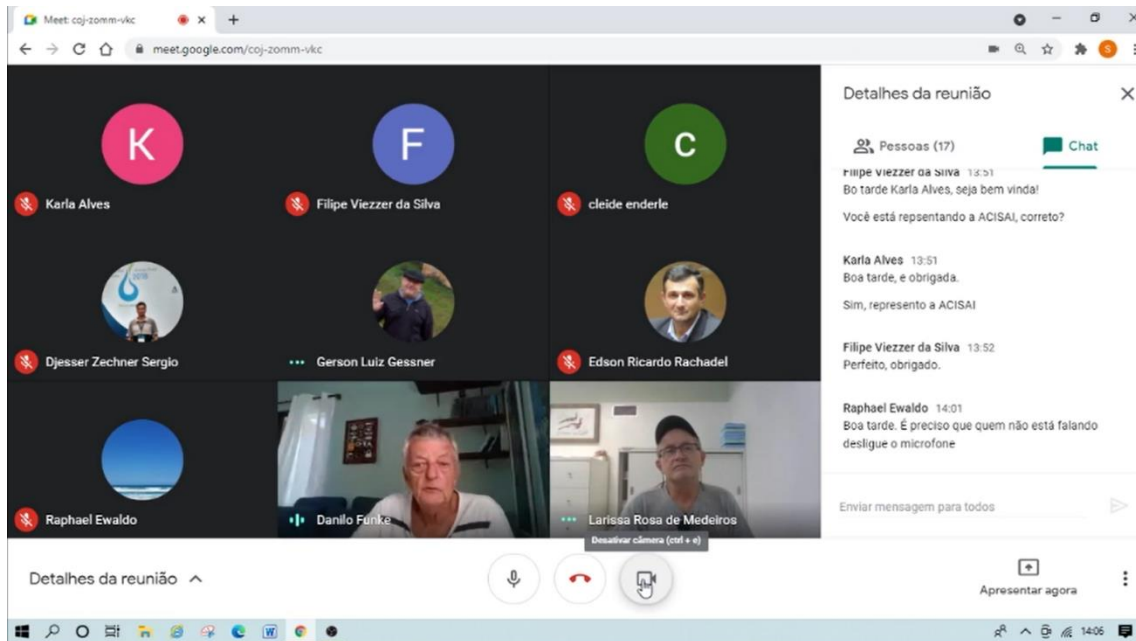 Meet: coj-zomm-vkc
meet.google.com/coj-zomm-vkc
S
K
Karla Alves
F
Filipe Viezzer da Silva
c
cleide enderle
2018
Djesser Zechner Sergio
Gerson Luiz Gessner
Edson Ricardo Rachadel
Raphael Ewaldo
Danilo Funke
Larissa Rosa de Medeiros
Desativar câmera (ctrl + e)
Detalhes da reunião
Pessoas (17)
Chat
Filipe Viezzer da Silva 13:51
Bo tarde Karla Alves, seja bem vinda!
Você está repsentando a ACISAI, correto?
Karla Alves 13:51
Boa tarde, e obrigada.
Sim, represento a ACISAI
Filipe Viezzer da Silva 13:52
Perfeito, obrigado.
Raphael Ewaldo 14:01
Boa tarde. É preciso que quem não está falando
desligue o microfone
Enviar mensagem para todos
Detalhes da reunião
Apresentar agora
14:06